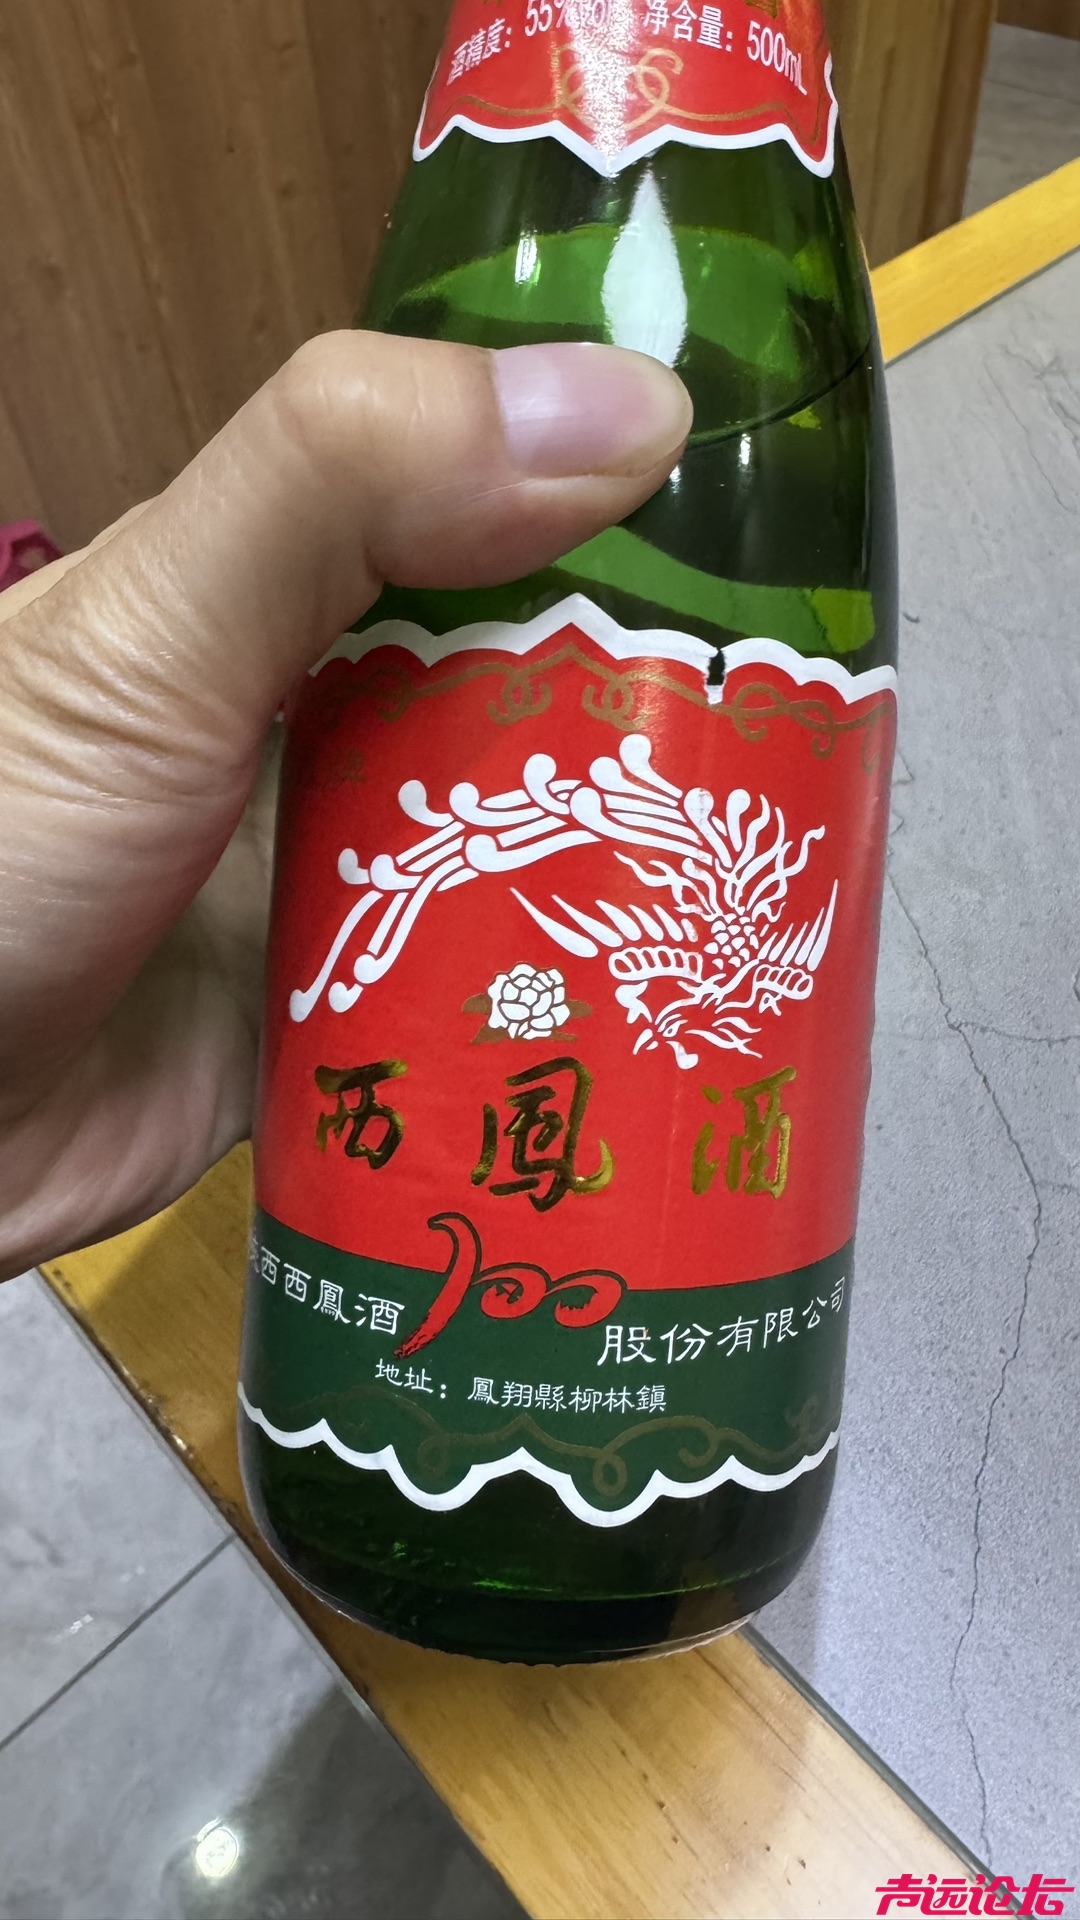 酒精度：55%vol 净含量：500mL
西鳳酒
西西鳳酒 股份有限公司
地址：鳳翔縣柳林鎮
声远论坛